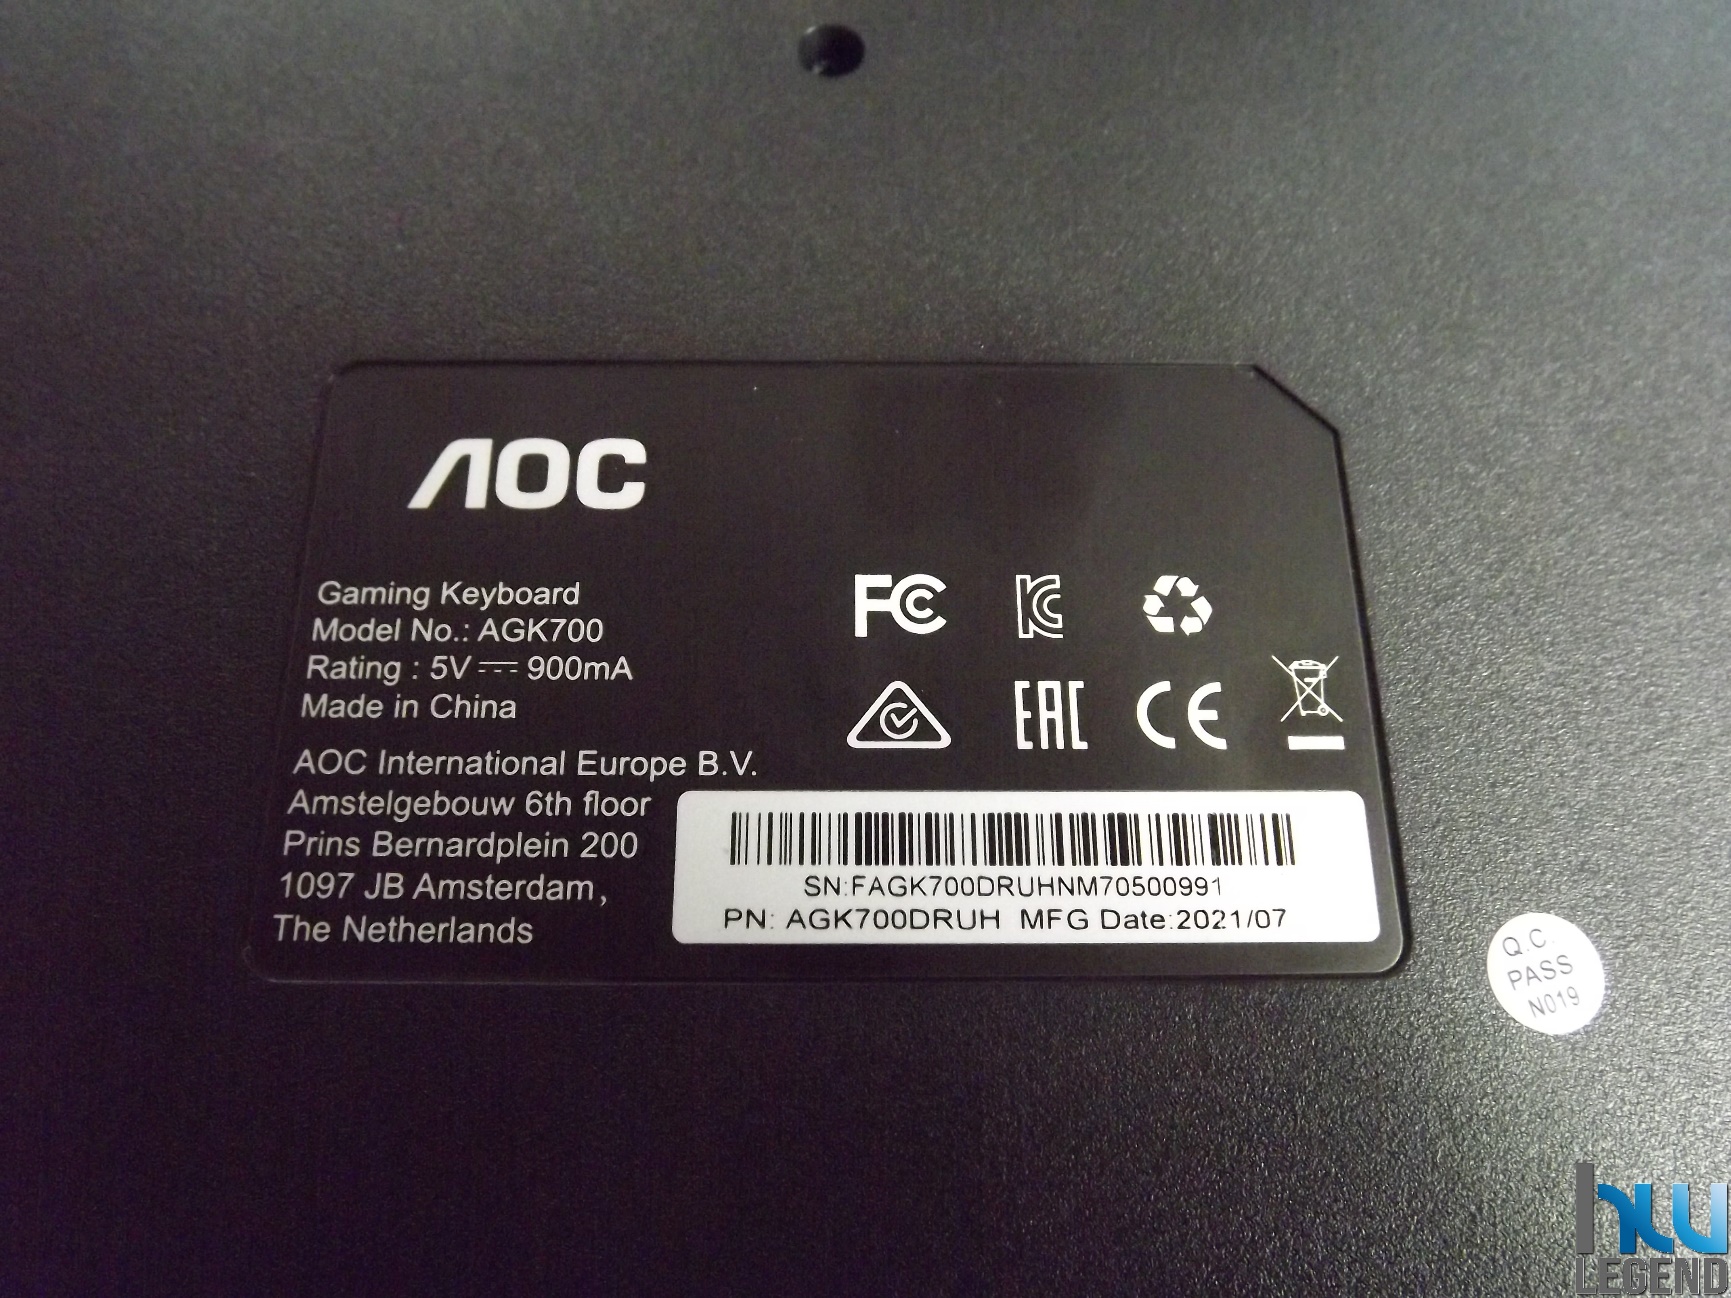 AOC
Gaming Keyboard
Model No.: AGK700
Rating : 5V 900mA
Made in China
AOC International Europe B.V.
Amstelgebouw 6th floor
Prins Bernardplein 200
1097 JB Amsterdam,
The Netherlands
FC
KC
EAC
CE
SN:FAGK700DRUHNM70500991
PN: AGK700DRUH MFG Date:2021/07
Q.C.
PASS
N019
hw
LEGEND